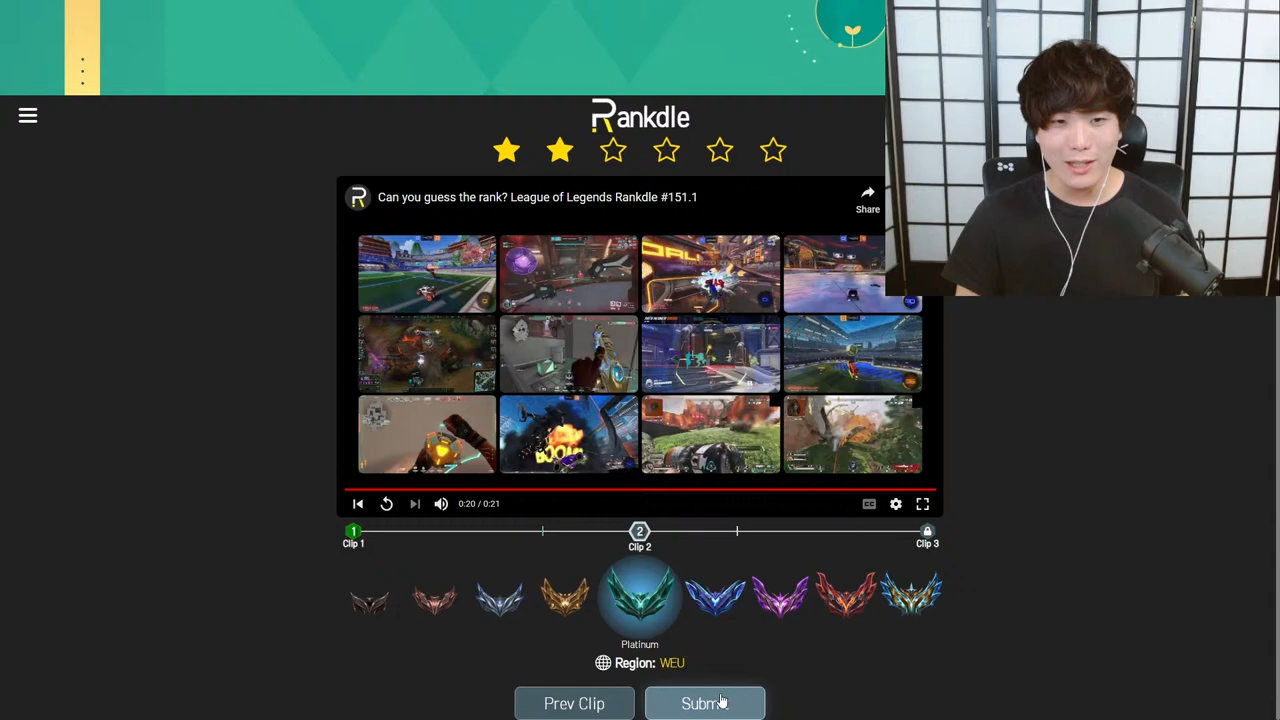 Rankdle
Can you guess the rank? League of Legends Rankdle #151.1
Share
0:20 / 0:21
1
2
Clip 1
Clip 2
Clip 3
Platinum
Region: WEU
Prev Clip